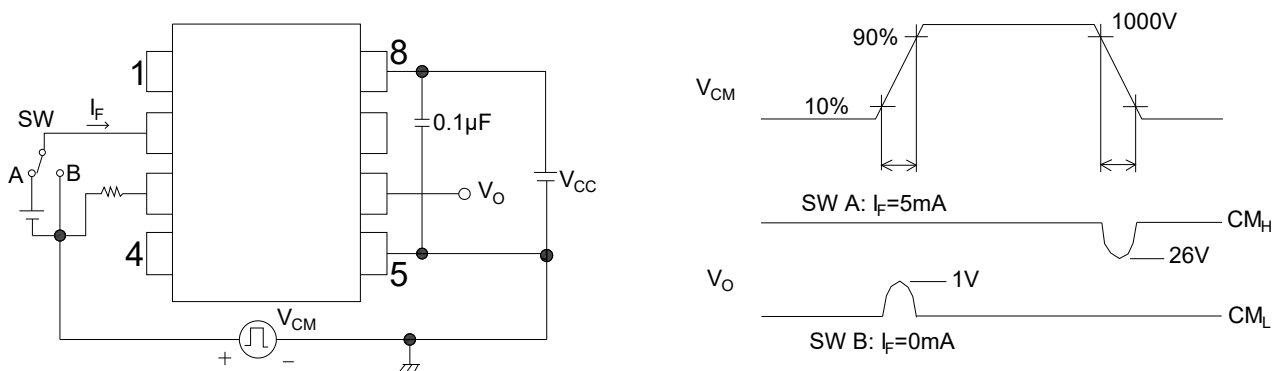 1
8
SW
I_F
A
B
0.1µF
V_CC
V_O
4
5
V_CM
+
-
V_CM
90%
10%
1000V
SW A: I_F=5mA
CM_H
26V
V_O
1V
CM_L
SW B: I_F=0mA